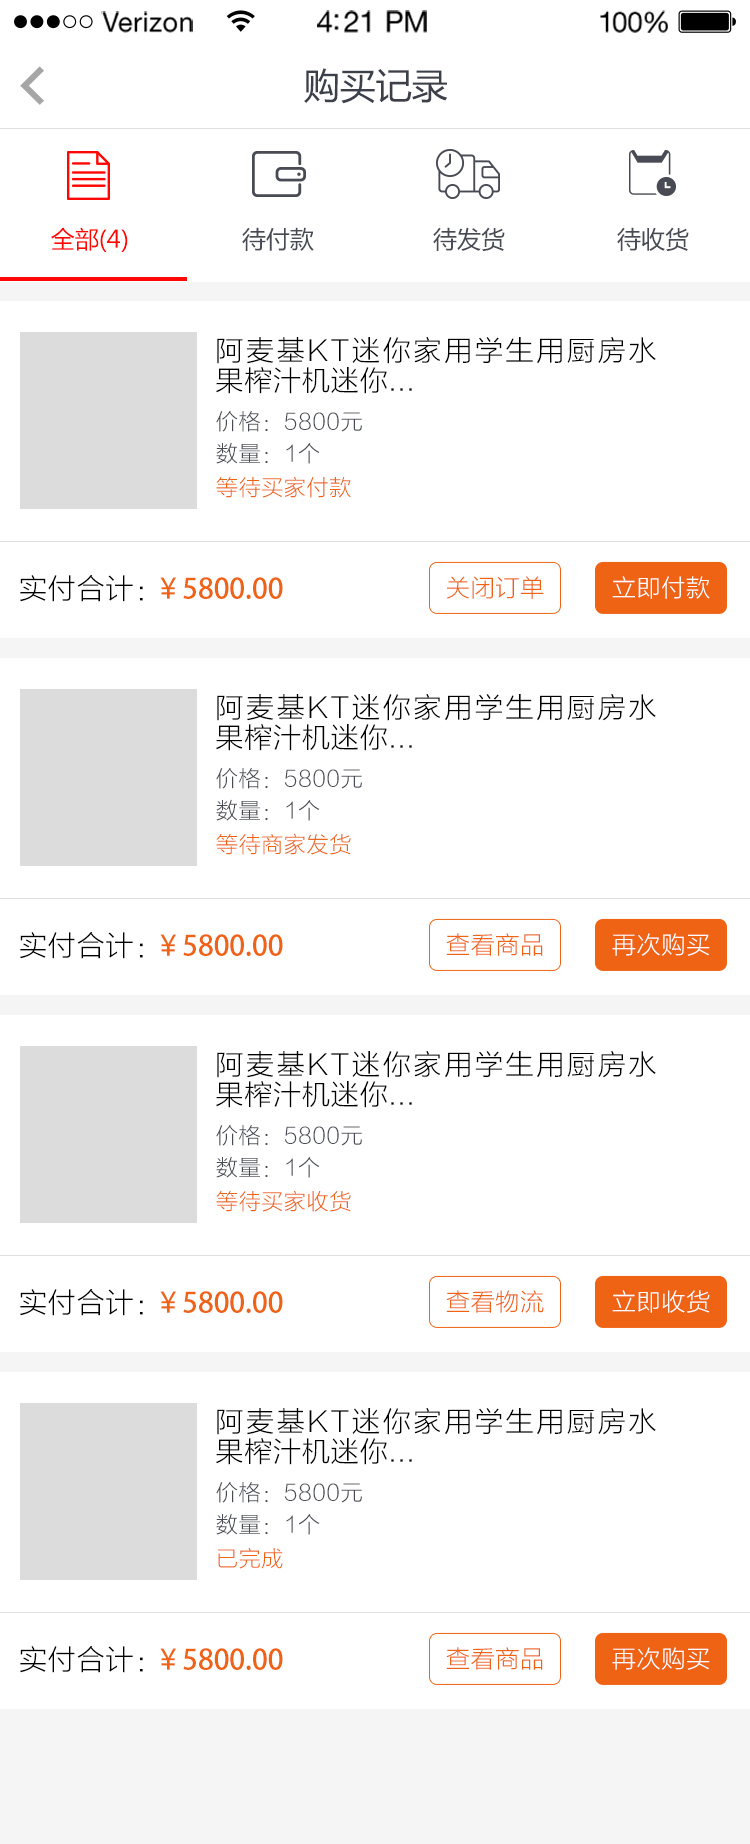 Verizon 4:21 PM 100%
购买记录
全部(4) 待付款 待发货 待收货
阿麦基KT迷你家用学生用厨房水
果榨汁机迷你...
价格：5800元
数量：1个
等待买家付款
实付合计：¥5800.00 关闭订单 立即付款
阿麦基KT迷你家用学生用厨房水
果榨汁机迷你...
价格：5800元
数量：1个
等待商家发货
实付合计：¥5800.00 查看商品 再次购买
阿麦基KT迷你家用学生用厨房水
果榨汁机迷你...
价格：5800元
数量：1个
等待买家收货
实付合计：¥5800.00 查看物流 立即收货
阿麦基KT迷你家用学生用厨房水
果榨汁机迷你...
价格：5800元
数量：1个
已完成
实付合计：¥5800.00 查看商品 再次购买